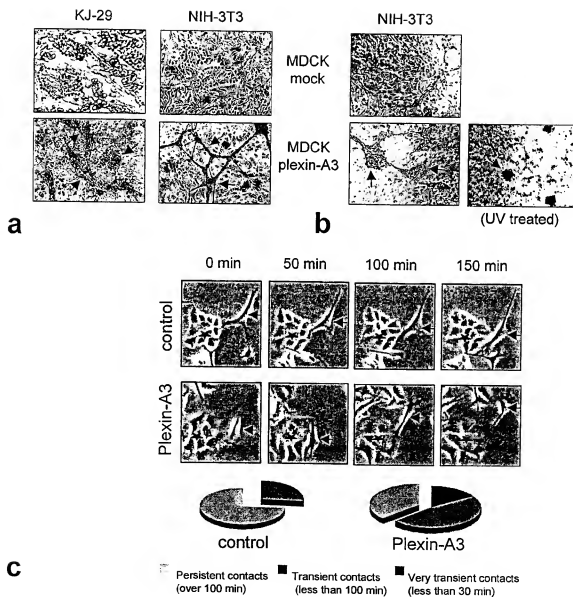 KJ-29 NIH-3T3 NIH-3T3
MDCK
mock
MDCK
plexin-A3
(UV treated)
a b
0 min 50 min 100 min 150 min
control
Plexin-A3
control Plexin-A3
c
Persistent contacts
(over 100 min)
Transient contacts
(less than 100 min)
Very transient contacts
(less than 30 min)